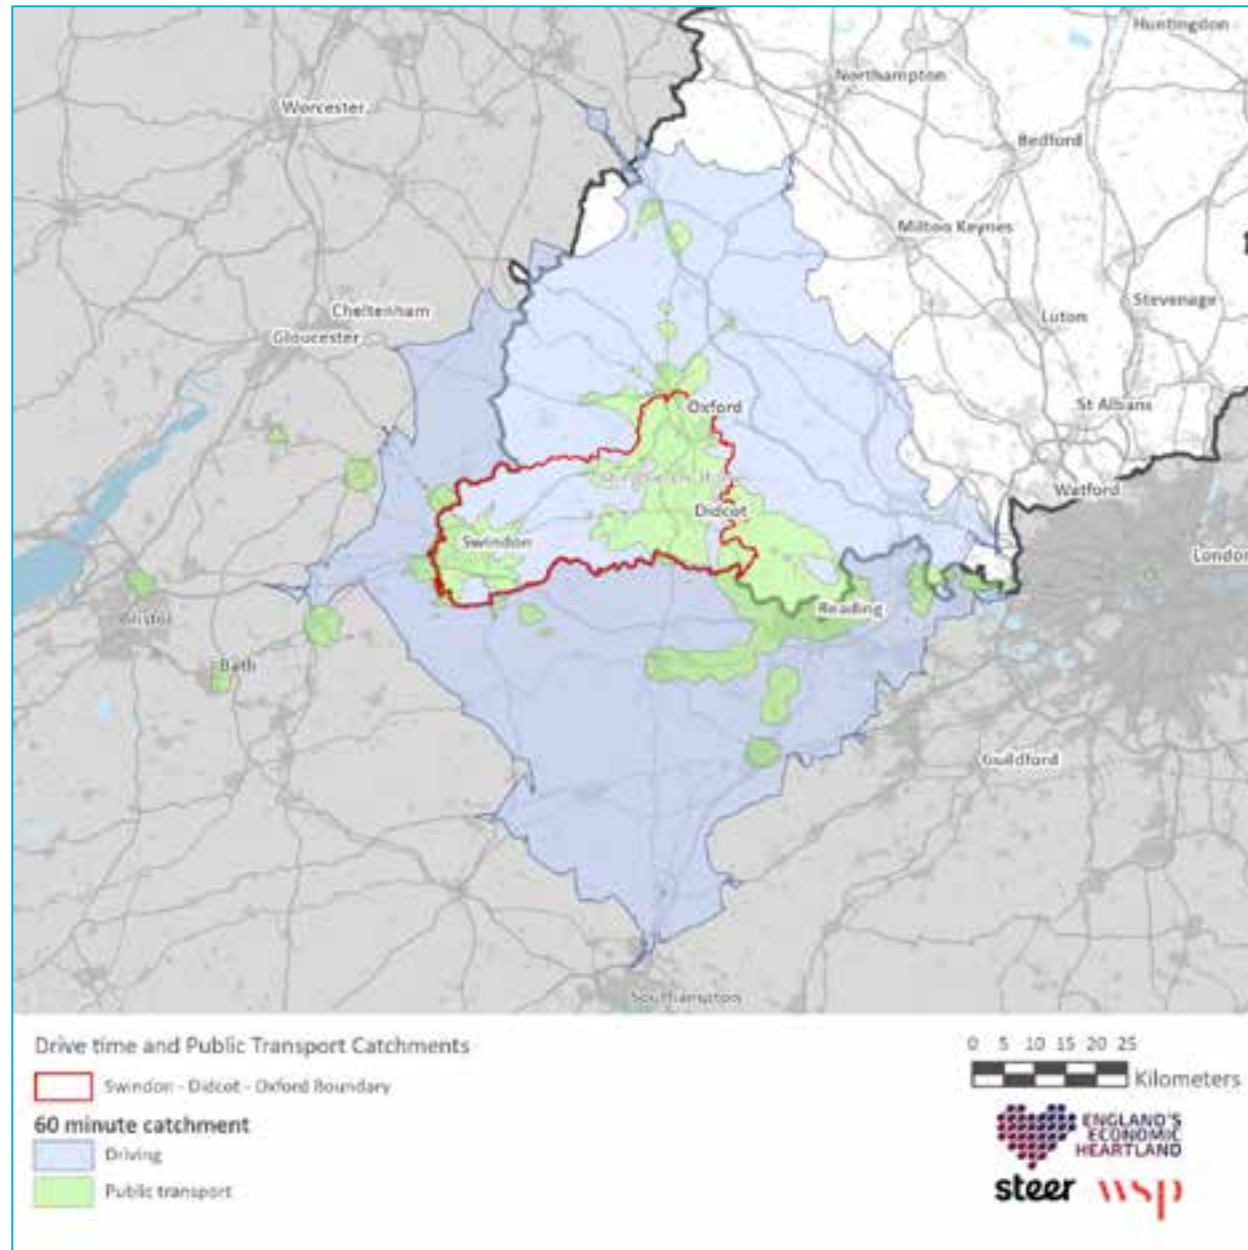 Huntingdon
Northampton
Worcester
Bedford
Milton Keynes
Stevenage
Cheltenham
Luton
Gloucester
St Albans
Oxford
Watford
Didcot
Swindon
London
Reading
Bristol
Bath
Guildford
Southampton
Drive time and Public Transport Catchments
Swindon - Didcot - Oxford Boundary
60 minute catchment
Driving
Public transport
0 5 10 15 20 25
Kilometers
ENGLAND'S
ECONOMIC
HEARTLAND
steer wsp